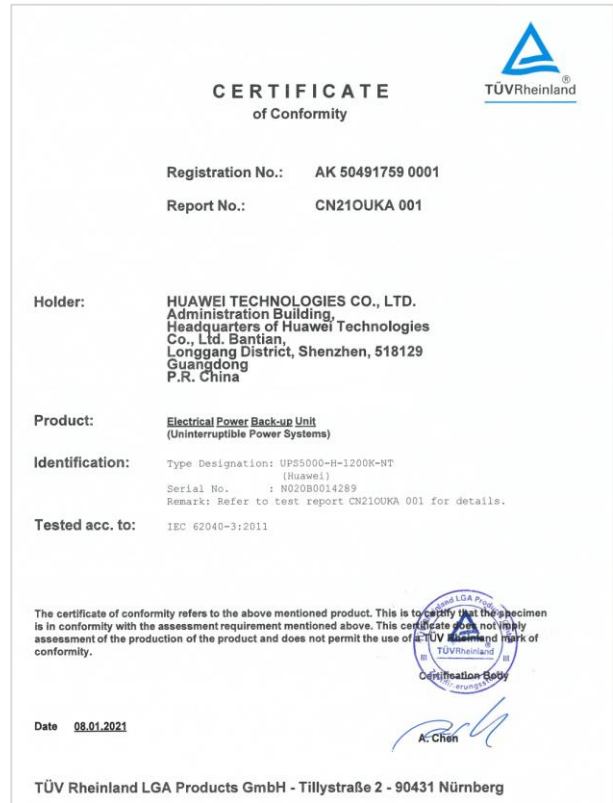 TÜVRheinland
®
CERTIFICATE
of Conformity
Registration No.: AK 50491759 0001
Report No.: CN21OUKA 001
Holder: HUAWEI TECHNOLOGIES CO., LTD.
Administration Building,
Headquarters of Huawei Technologies
Co., Ltd. Bantian,
Longgang District, Shenzhen, 518129
Guangdong
P.R. China
Product: Electrical Power Back-up Unit
(Uninterruptible Power Systems)
Identification: Type Designation: UPS5000-H-1200K-NT
(Huawei)
Serial No. : N020B0014289
Remark: Refer to test report CN21OUKA 001 for details.
Tested acc. to: IEC 62040-3:2011
The certificate of conformity refers to the above mentioned product. This is to certify that the specimen
is in conformity with the assessment requirement mentioned above. This certificate does not imply
assessment of the production of the product and does not permit the use of a TÜV Rheinland mark of
conformity.
TÜVRheinland
Certification Body
Date 08.01.2021
A. Chen
TÜV Rheinland LGA Products GmbH - Tillystraße 2 - 90431 Nürnberg